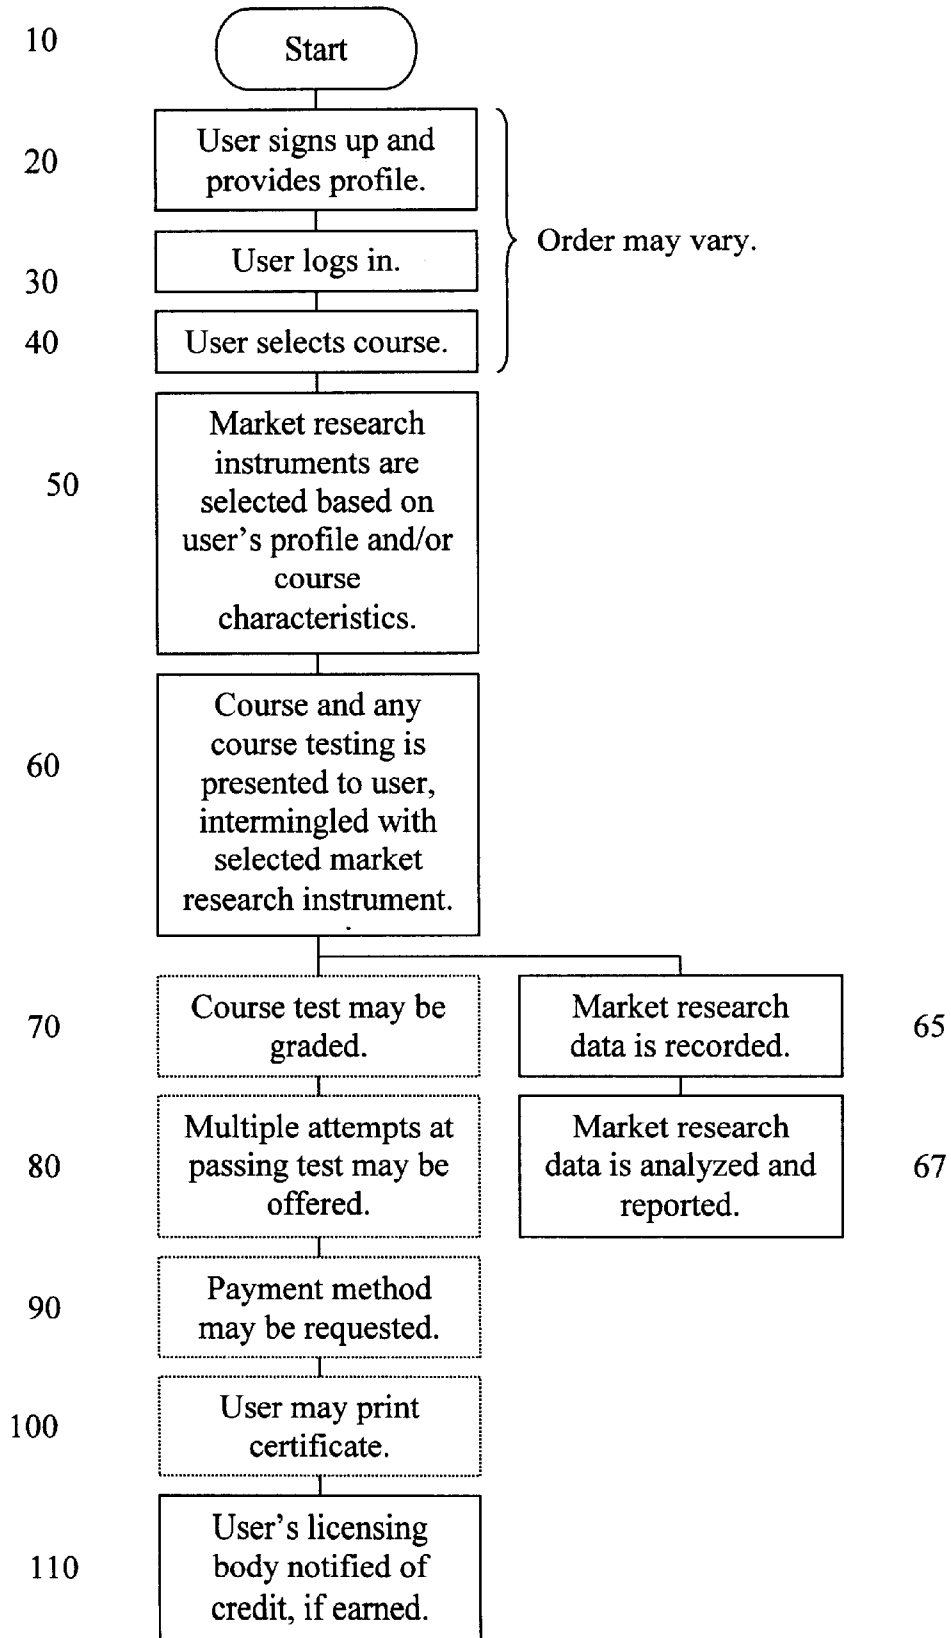 10
Start
20
User signs up and
provides profile.
30
User logs in.
Order may vary.
40
User selects course.
50
Market research
instruments are
selected based on
user's profile and/or
course
characteristics.
60
Course and any
course testing is
presented to user,
intermingled with
selected market
research instrument.
70
Course test may be
graded.
Market research
data is recorded.
65
80
Multiple attempts at
passing test may be
offered.
Market research
data is analyzed and
reported.
67
90
Payment method
may be requested.
100
User may print
certificate.
110
User's licensing
body notified of
credit, if earned.